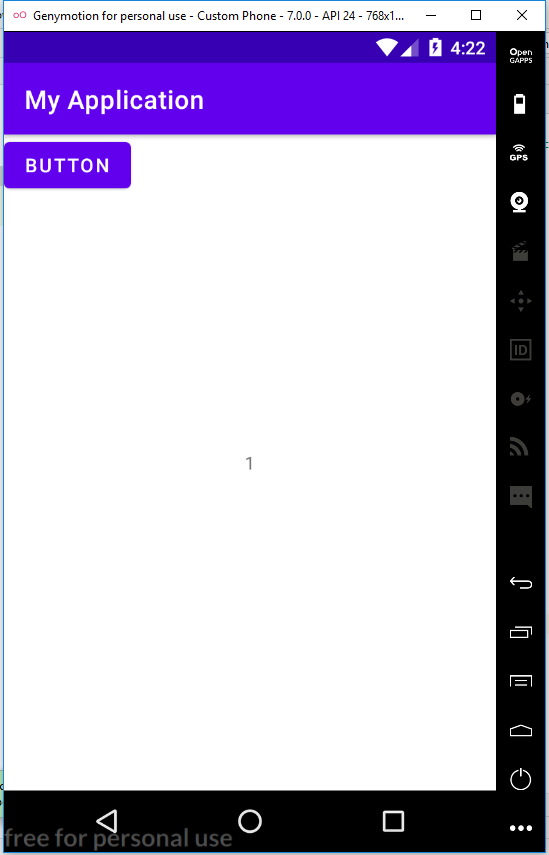 Genymotion for personal use - Custom Phone - 7.0.0 - API 24 - 768x1...
4:22
Open
GAPPS
My Application
GPS
BUTTON
ID
1
free for personal use